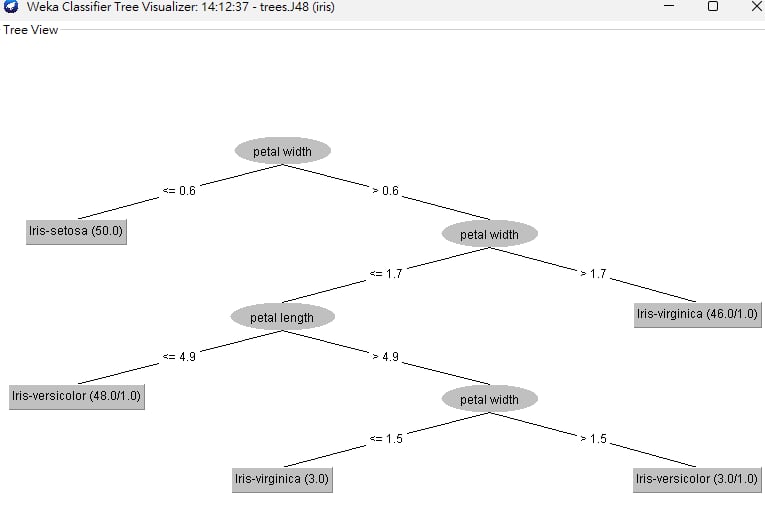 Weka Classifier Tree Visualizer: 14:12:37 - trees.J48 (iris)
Tree View
petal width
<= 0.6
> 0.6
Iris-setosa (50.0)
petal width
<= 1.7
> 1.7
petal length
Iris-virginica (46.0/1.0)
<= 4.9
> 4.9
Iris-versicolor (48.0/1.0)
petal width
<= 1.5
> 1.5
Iris-virginica (3.0)
Iris-versicolor (3.0/1.0)